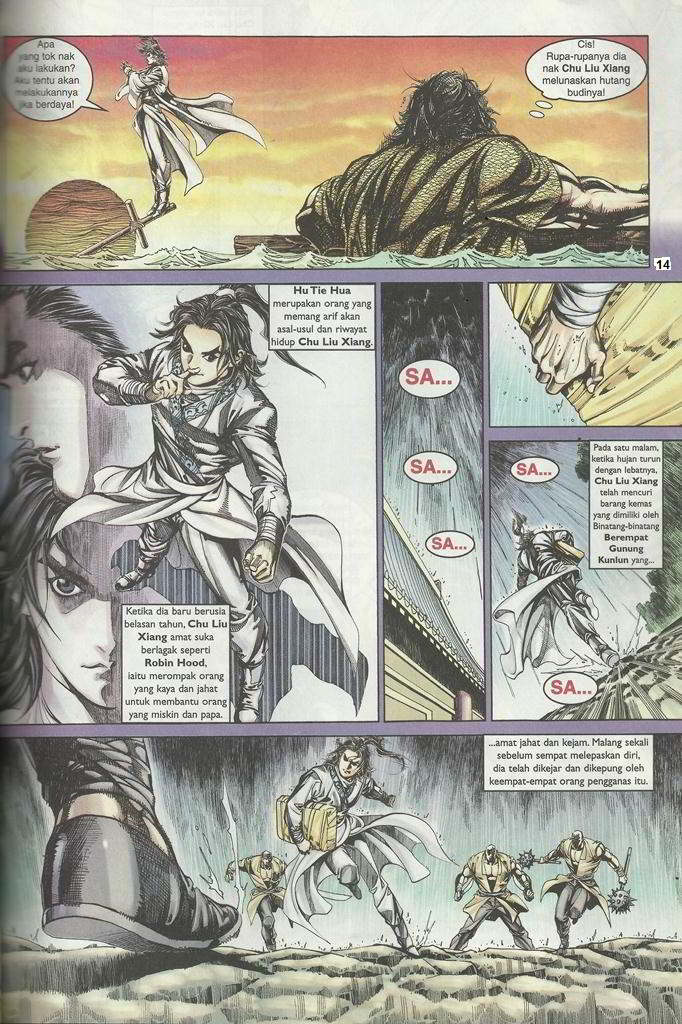 Apa
yang tok nak
aku lakukan?
Aku tentu akan
melakukannya
jika berdaya!
Cis!
Rupa-rupanya dia
nak Chu Liu Xiang
melunaskan hutang
budinya!
14
Hu Tie Hua
merupakan orang yang
memang arif akan
asal-usul dan riwayat
hidup Chu Liu Xiang.
Ketika dia baru berusia
belasan tahun, Chu Liu
Xiang amat suka
berlagak seperti
Robin Hood,
iaitu merompak orang
yang kaya dan jahat
untuk membantu orang
yang miskin dan papa.
SA...
SA...
SA...
Pada satu malam,
ketika hujan turun
dengan lebatnya,
Chu Liu Xiang
telah mencuri
barang kemas
yang dimiliki oleh
Binatang-binatang
Berempat
Gunung
Kunlun yang...
SA...
SA...
...amat jahat dan kejam. Malang sekali
sebelum sempat melepaskan diri,
dia telah dikejar dan dikepung oleh
keempat-empat orang pengganas itu.